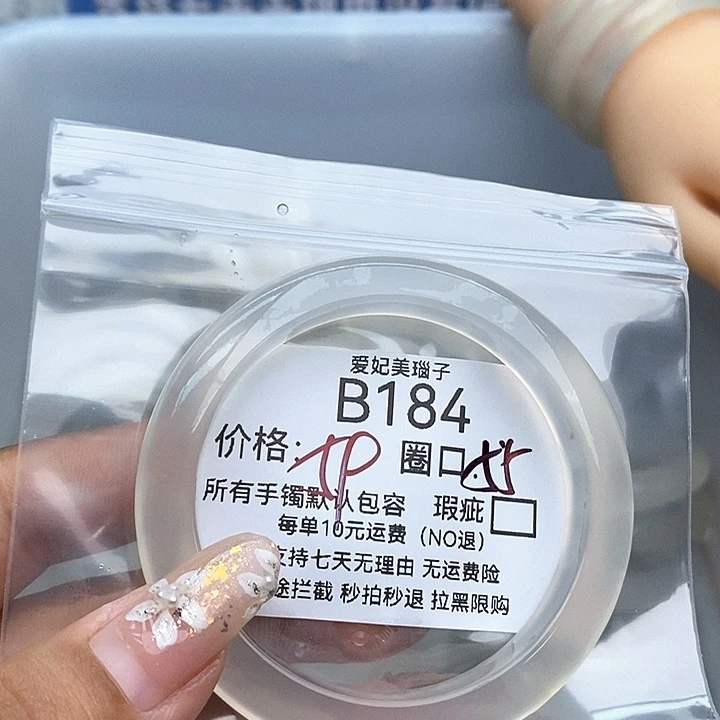 爱妃美瑙子
B184
价格: 圈口55
所有手镯默认包容 瑕疵
每单10元运费 (NO退)
支持七天无理由 无运费险
途拦截 秒拍秒退 拉黑限购